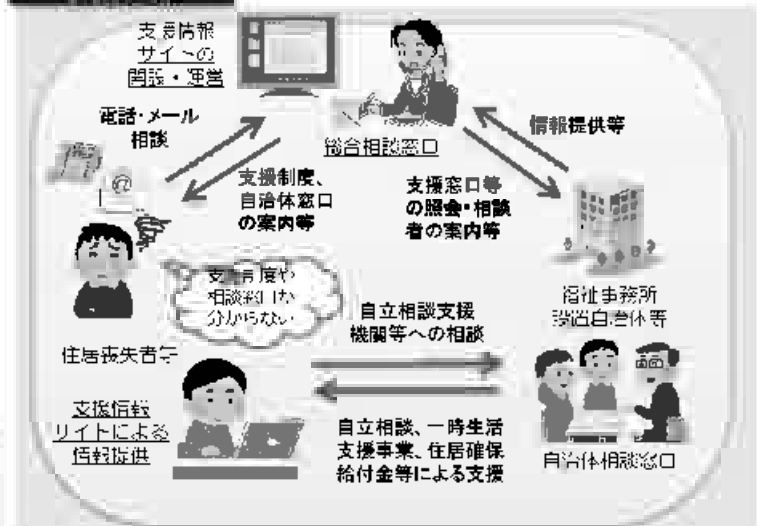 支援情報
サイトの
開設・運営
電話・メール
相談
@
総合相談窓口
情報提供等
支援制度、
自治体窓口
の案内等
支援窓口等
の照会・相談
者の案内等
支援制度や
相談窓口が
分からない
住居喪失者等
福祉事務所
設置自治体等
自立相談支援
機関等への相談
支援情報
サイトによる
情報提供
自立相談、一時生活
支援事業、住居確保
給付金等による支援
自治体相談窓口